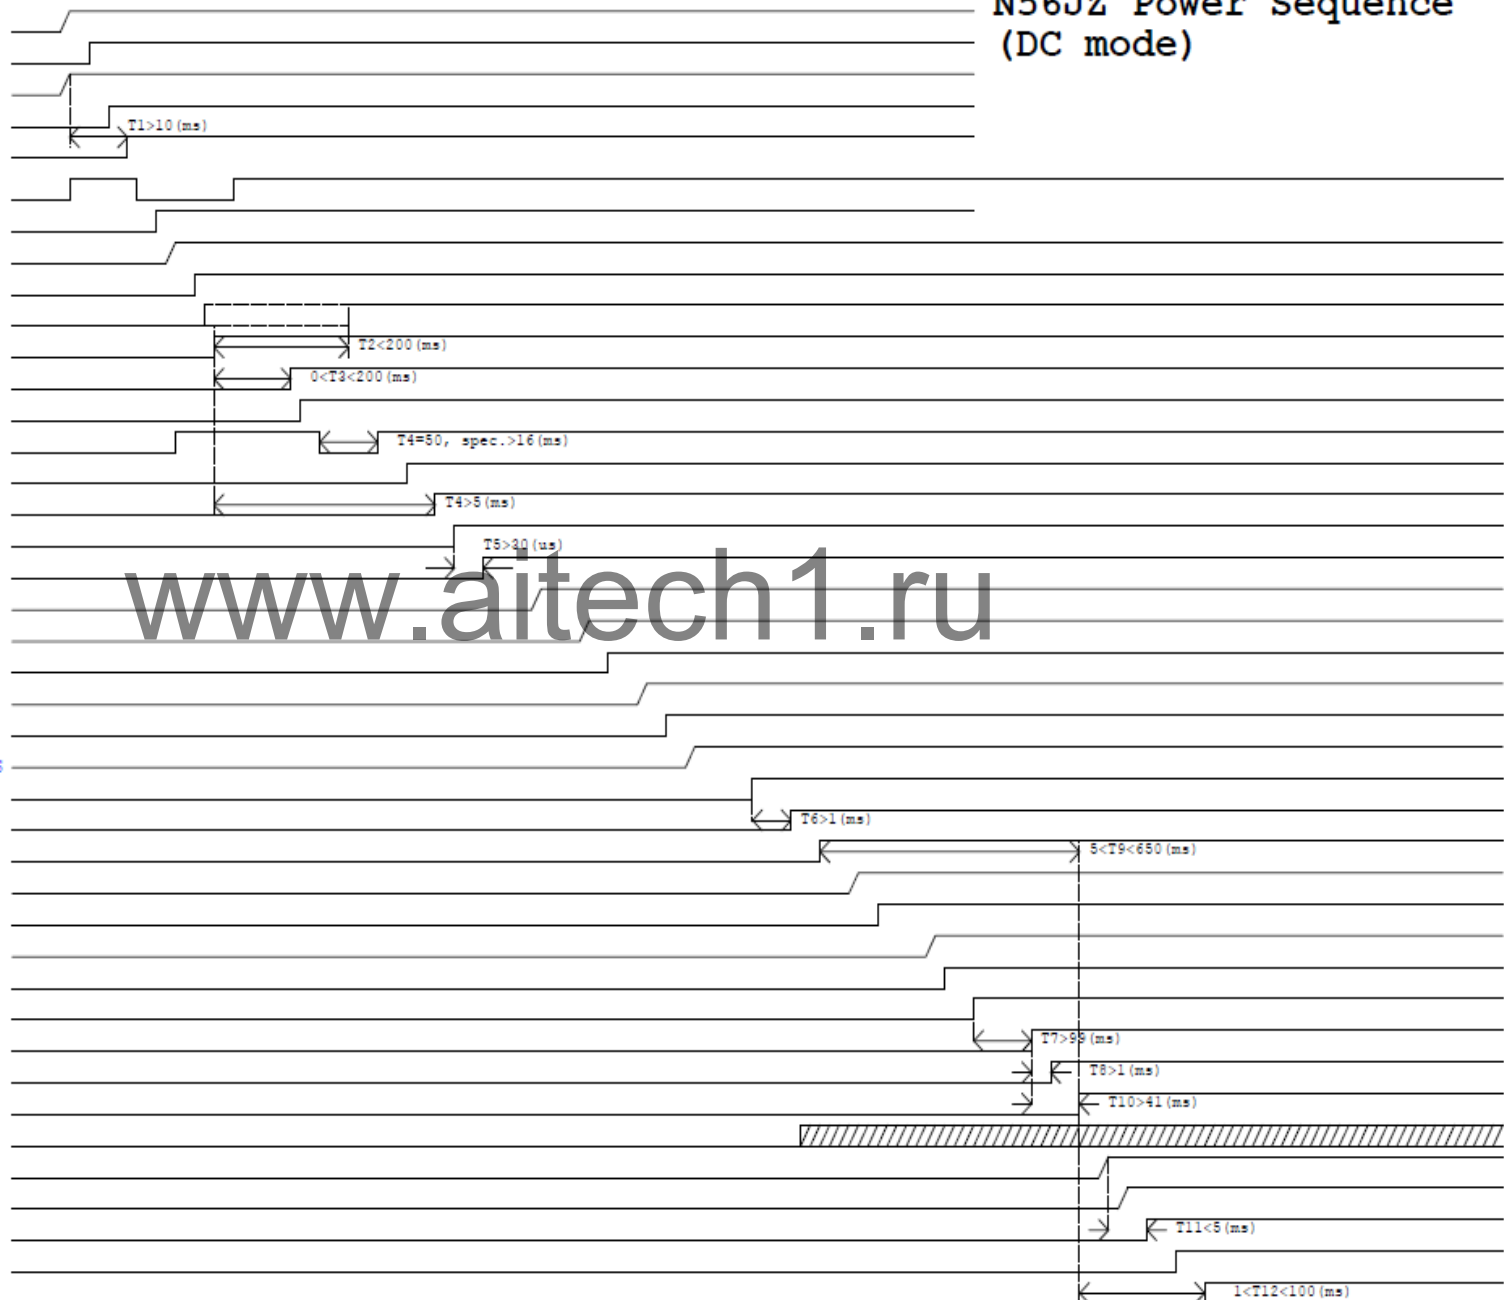 N56JZ Power Sequence
(DC mode)
T1>10(ms)
T2<200(ms)
0<T3<200(ms)
T4=50, spec.>16(ms)
T4>5(ms)
T5>30(us)
www.aitech1.ru
T6>1(ms)
5<T9<650(ms)
T7>99(ms)
T8>1(ms)
T10>41(ms)
T11<5(ms)
1<T12<100(ms)